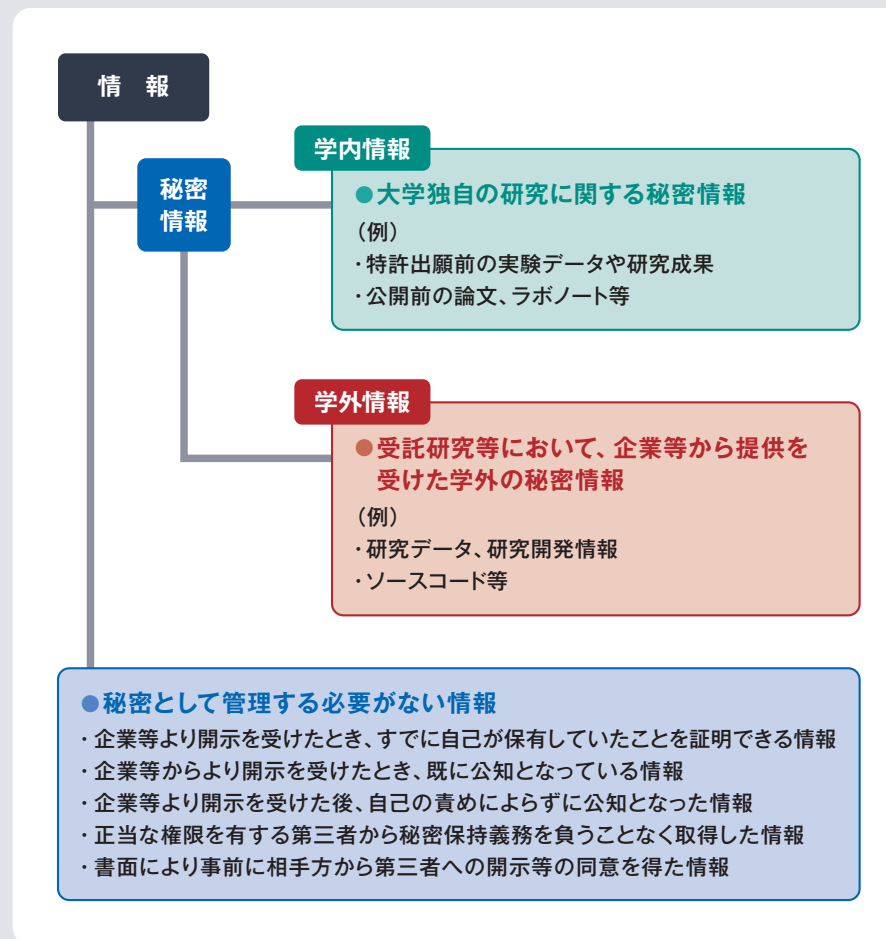 情　報
秘密
情報
学内情報
●大学独自の研究に関する秘密情報
（例）
・特許出願前の実験データや研究成果
・公開前の論文、ラボノート等
学外情報
●受託研究等において、企業等から提供を
受けた学外の秘密情報
（例）
・研究データ、研究開発情報
・ソースコード等
●秘密として管理する必要がない情報
・企業等より開示を受けたとき、すでに自己が保有していたことを証明できる情報
・企業等からより開示を受けたとき、既に公知となっている情報
・企業等より開示を受けた後、自己の責めによらずに公知となった情報
・正当な権限を有する第三者から秘密保持義務を負うことなく取得した情報
・書面により事前に相手方から第三者への開示等の同意を得た情報